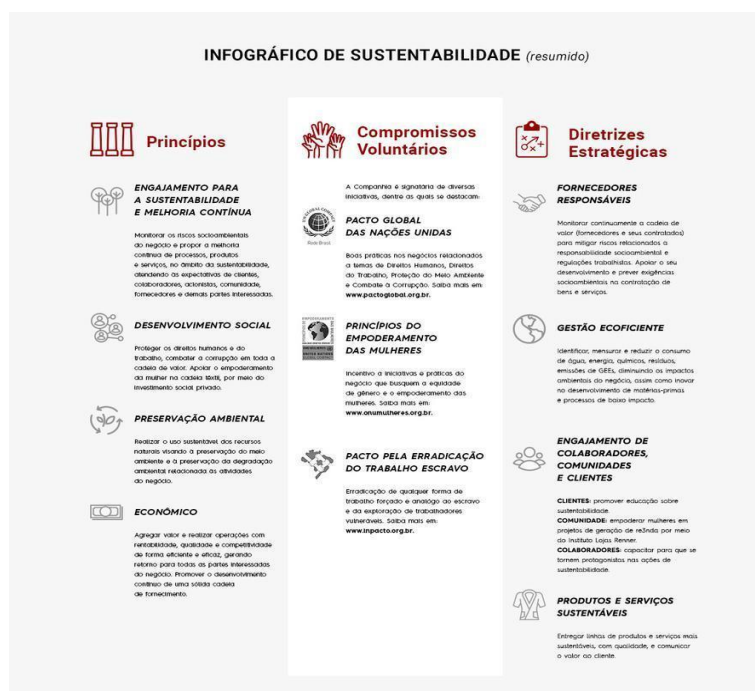 INFOGRÁFICO DE SUSTENTABILIDADE (resumido)
Princípios
ENGAJAMENTO PARA
A SUSTENTABILIDADE
E MELHORIA CONTÍNUA
Monitorar os riscos socioambientais
do negócio e propor a melhoria
contínua de processos, produtos
e serviços, no âmbito da sustentabilidade,
atendendo às expectativas de clientes,
colaboradores, acionistas, comunidade,
fornecedores e demais partes interessadas.
DESENVOLVIMENTO SOCIAL
Proteger os direitos humanos e do
trabalho, combater a corrupção em toda a
cadeia de valor. Apoiar o empoderamento
da mulher na cadeia têxtil, por meio do
investimento social privado.
PRESERVAÇÃO AMBIENTAL
Realizar o uso sustentável dos recursos
naturais visando à preservação do meio
ambiente e à preservação da degradação
ambiental relacionada às atividades
do negócio.
ECONÔMICO
Agregar valor e realizar operações com
rentabilidade, qualidade e competitividade
de forma eficiente e eficaz, gerando
retorno para todas as partes interessadas
do negócio. Promover o desenvolvimento
contínuo de uma sólida cadeia
de fornecimento.
Compromissos
Voluntários
A Companhia é signatária de diversas
iniciativas, dentre as quais se destacam:
Rede Brasil
PACTO GLOBAL
DAS NAÇÕES UNIDAS
Boas práticas nos negócios relacionados
a temas de Direitos Humanos, Direitos
do Trabalho, Proteção do Meio Ambiente
e Combate à Corrupção. Saiba mais em:
www.pactoglobal.org.br.
PRINCÍPIOS DO
EMPODERAMENTO
DAS MULHERES
Incentivo a iniciativas e práticas do
negócio que busquem a equidade
de gênero e o empoderamento das
mulheres. Saiba mais em:
www.onumulheres.org.br.
PACTO PELA ERRADICAÇÃO
DO TRABALHO ESCRAVO
Erradicação de qualquer forma de
trabalho forçado e análogo ao escravo
e da exploração de trabalhadores
vulneráveis. Saiba mais em:
www.inpacto.org.br.
Diretrizes
Estratégicas
FORNECEDORES
RESPONSÁVEIS
Monitorar continuamente a cadeia de
valor (fornecedores e seus contratados)
para mitigar riscos relacionados a
responsabilidade socioambiental e
regulações trabalhistas. Apoiar o seu
desenvolvimento e prever exigências
socioambientais na contratação de
bens e serviços.
GESTÃO ECOFICIENTE
Identificar, mensurar e reduzir o consumo
de água, energia, químicos, resíduos,
emissões de GEEs, diminuindo os impactos
ambientais do negócio, assim como inovar
no desenvolvimento de matérias-primas
e processos de baixo impacto.
ENGAJAMENTO DE
COLABORADORES,
COMUNIDADES
E CLIENTES
CLIENTES: promover educação sobre
sustentabilidade.
COMUNIDADE: empoderar mulheres em
projetos de geração de re3nda por meio
do Instituto Lojas Renner.
COLABORADORES: capacitar para que se
tornem protagonistas nas ações de
sustentabilidade.
PRODUTOS E SERVIÇOS
SUSTENTÁVEIS
Entregar linhas de produtos e serviços mais
sustentáveis, com qualidade, e comunicar
o valor ao cliente.